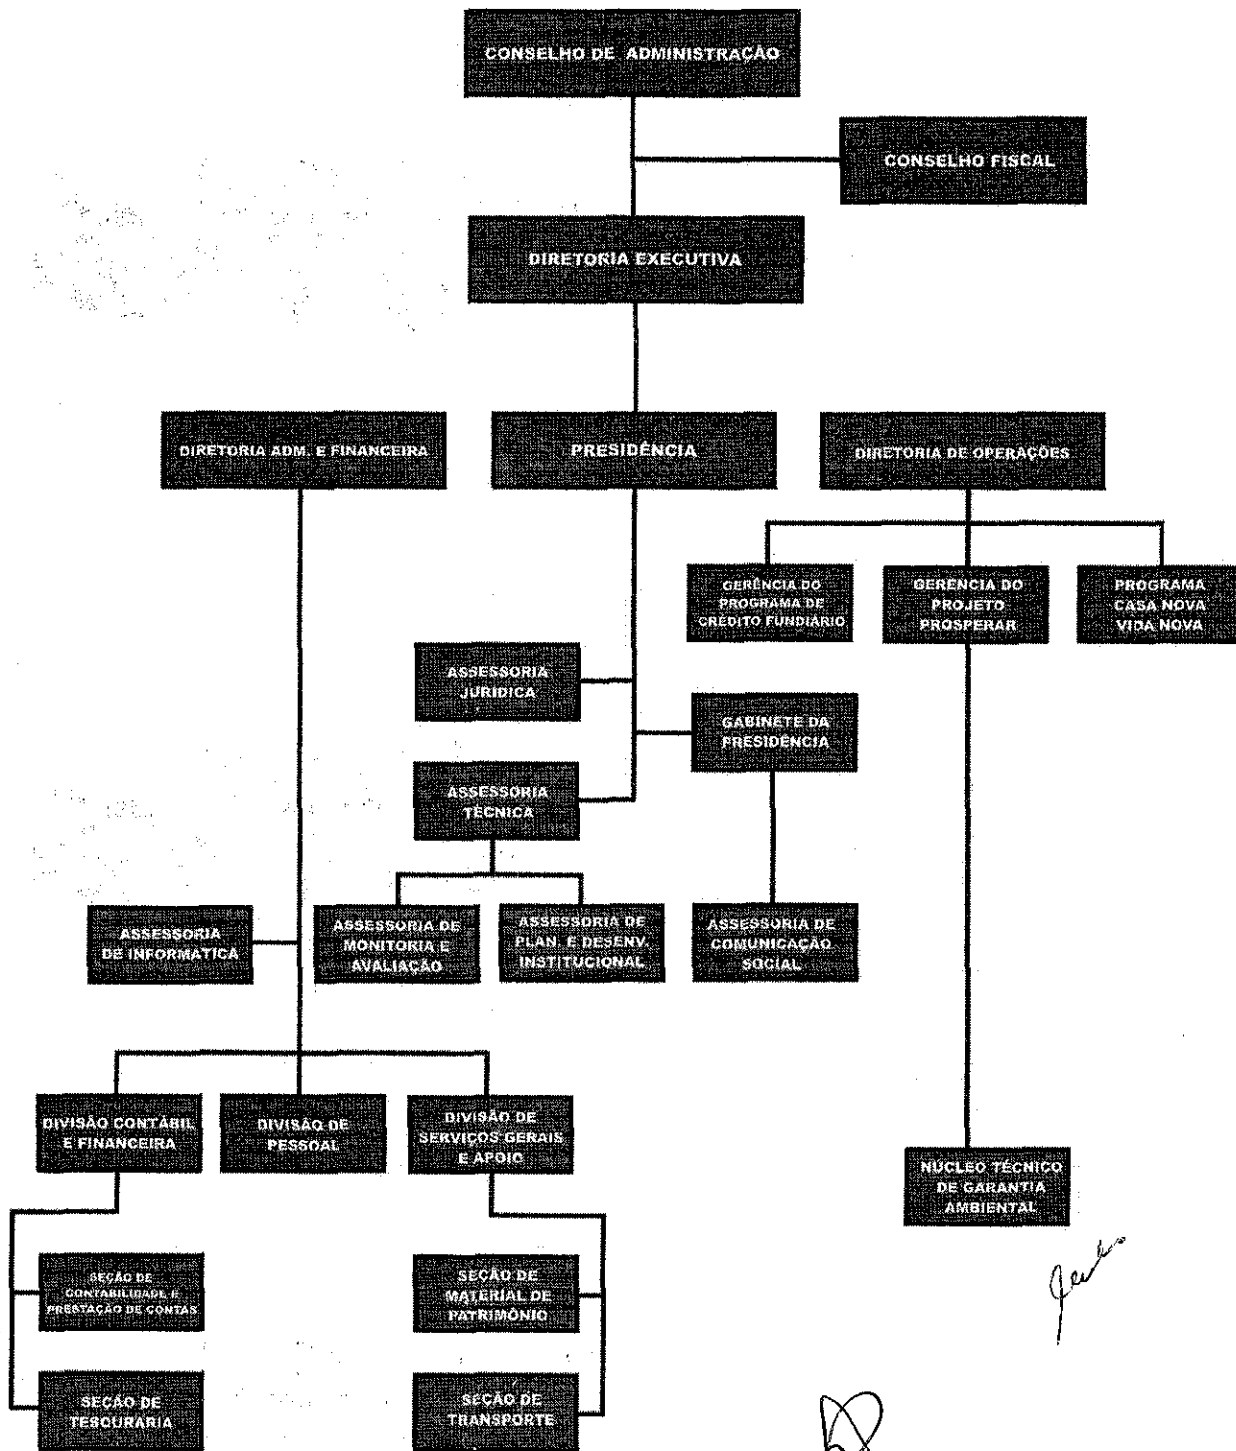 CONSELHO DE ADMINISTRAÇÃO
CONSELHO FISCAL
DIRETORIA EXECUTIVA
DIRETORIA ADM. E FINANCEIRA
PRESIDÊNCIA
DIRETORIA DE OPERAÇÕES
GERÊNCIA DO
PROGRAMA DE
CRÉDITO FUNDIÁRIO
GERÊNCIA DO
PROJETO
PROSPERAR
PROGRAMA
CASA NOVA
VIDA NOVA
ASSESSORIA
JURÍDICA
GABINETE DA
PRESIDÊNCIA
ASSESSORIA
TÉCNICA
ASSESSORIA
DE INFORMÁTICA
ASSESSORIA DE
MONITORIA E
AVALIAÇÃO
ASSESSORIA DE
PLAN. E DESENV.
INSTITUCIONAL
ASSESSORIA DE
COMUNICAÇÃO
SOCIAL
DIVISÃO CONTÁBIL
E FINANCEIRA
DIVISÃO DE
PESSOAL
DIVISÃO DE
SERVIÇOS GERAIS
E APOIO
NÚCLEO TÉCNICO
DE GARANTIA
AMBIENTAL
SEÇÃO DE
CONTABILIDADE E
PRESTAÇÃO DE CONTAS
SEÇÃO DE
MATERIAL DE
PATRIMÔNIO
SEÇÃO DE
TESOURARIA
SEÇÃO DE
TRANSPORTE